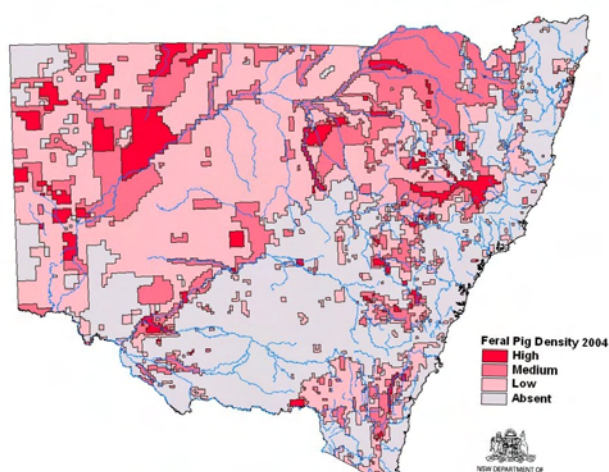 Feral Pig Density 2004
High
Medium
Low
Absent
NSW DEPARTMENT OF